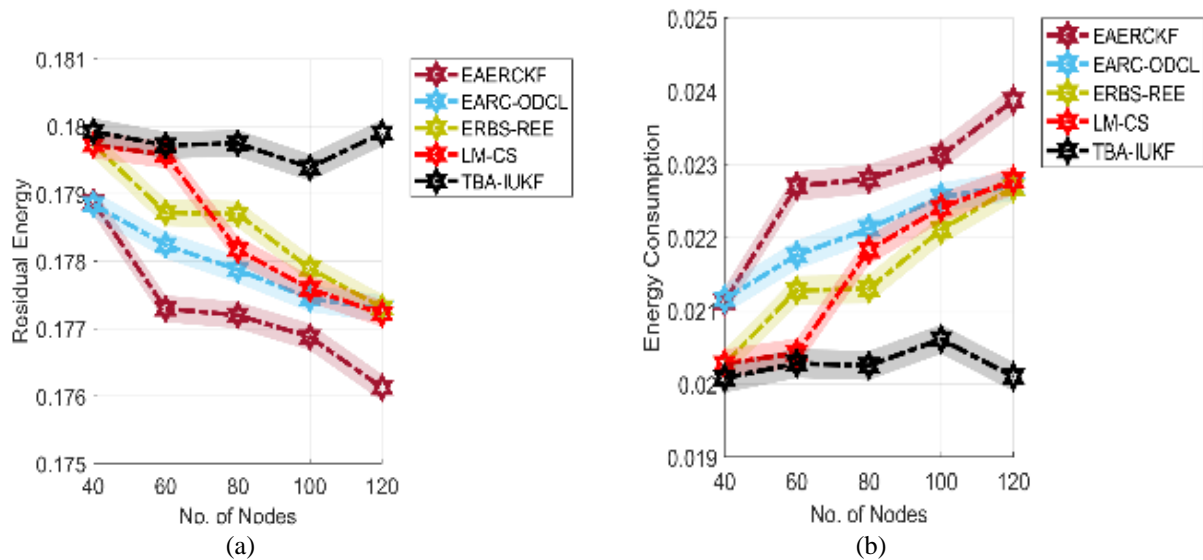 0.181
0.18
0.179
0.178
0.177
0.176
0.175
Residual Energy
40 60 80 100 120
No. of Nodes
EAERCKF
EARC-ODCL
ERBS-REE
LM-CS
TBA-IUKF
(a)
0.025
0.024
0.023
0.022
0.021
0.02
0.019
Energy Consumption
40 60 80 100 120
No. of Nodes
EAERCKF
EARC-ODCL
ERBS-REE
LM-CS
TBA-IUKF
(b)